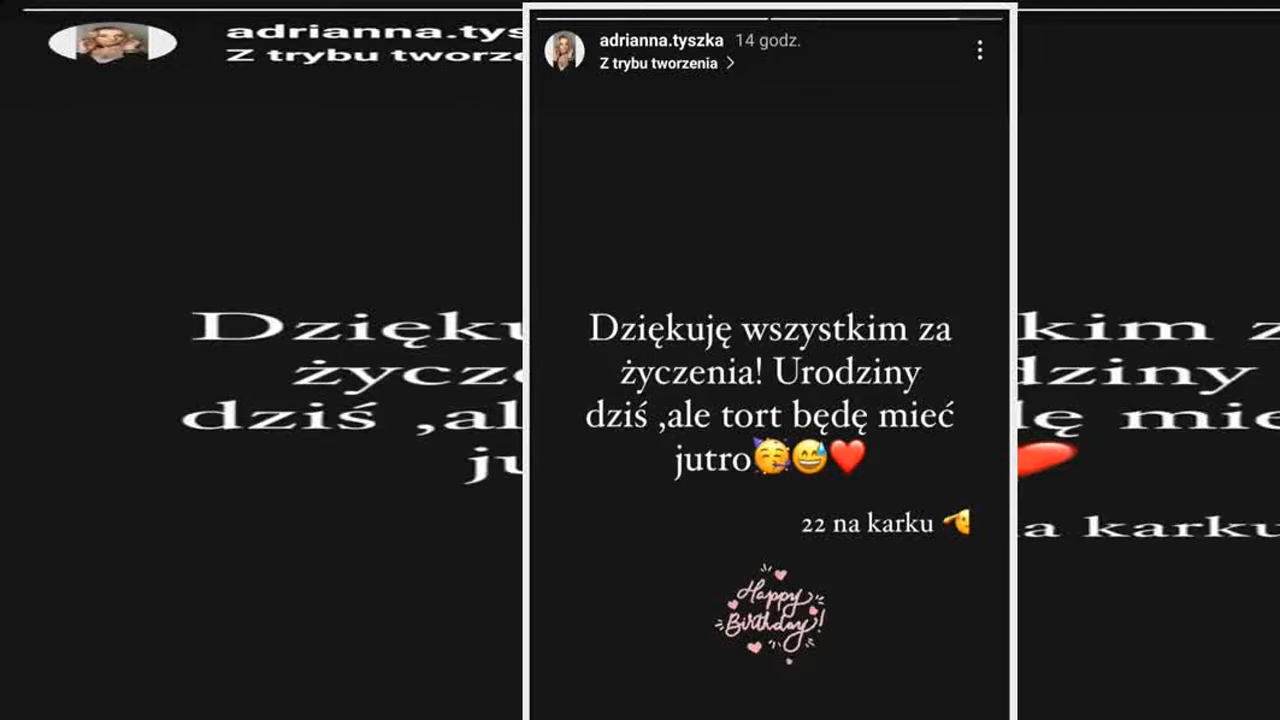 adrianna.tyszka 14 godz.
Z trybu tworzenia
Dziękuję wszystkim za
życzenia! Urodziny
dziś ,ale tort będę mieć
jutro🥳😅❤️
22 na karku 🫡
Happy
Birthday!